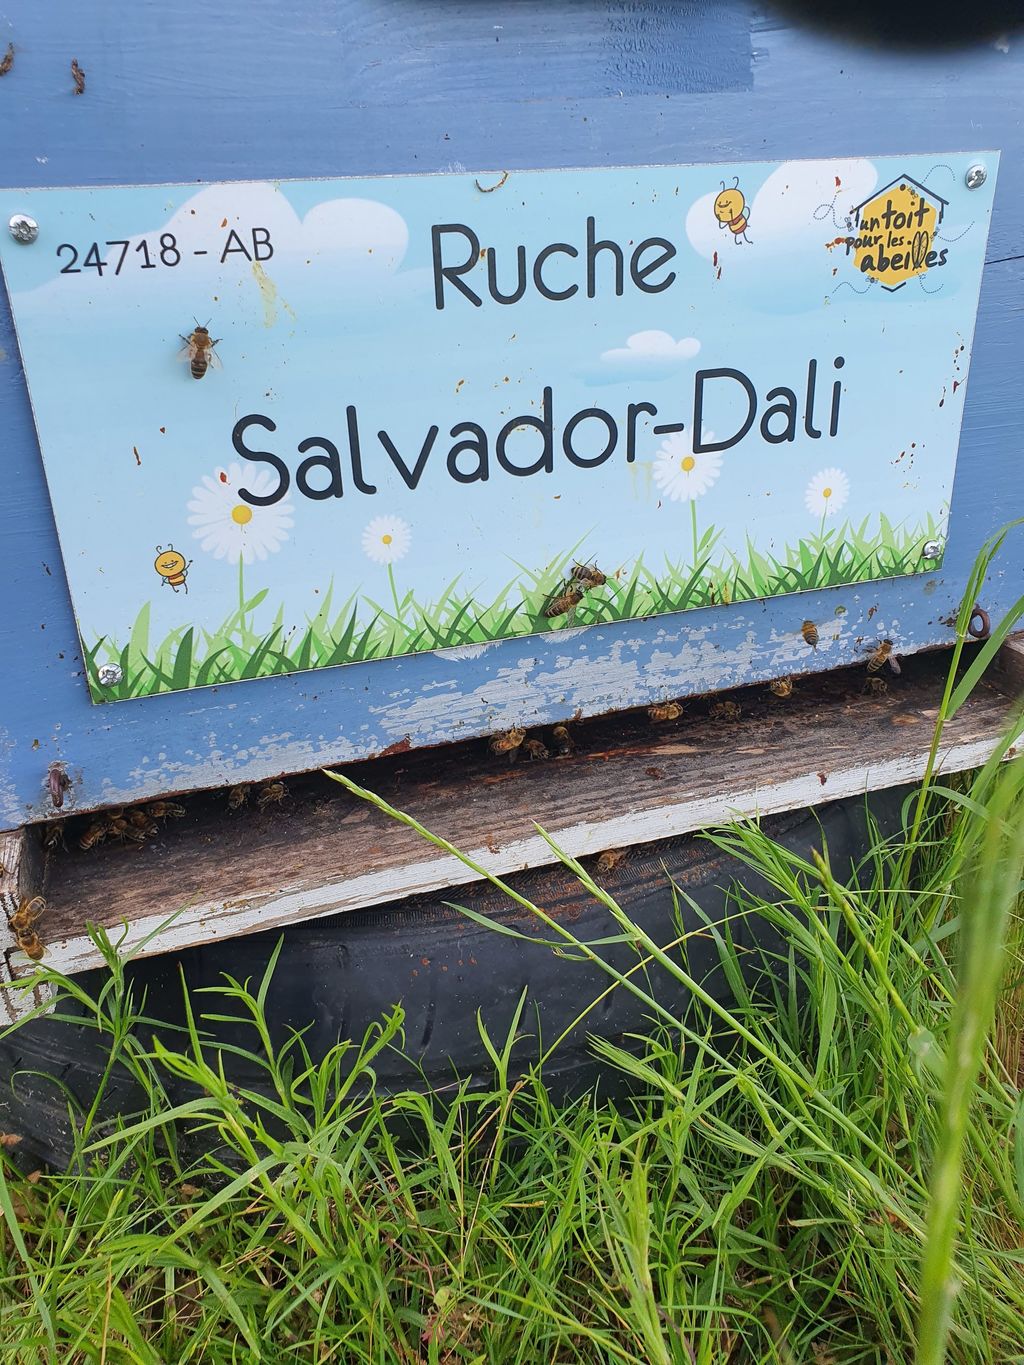 24718 - AB
Ruche
Salvador-Dali
un toit
pour les
abeilles